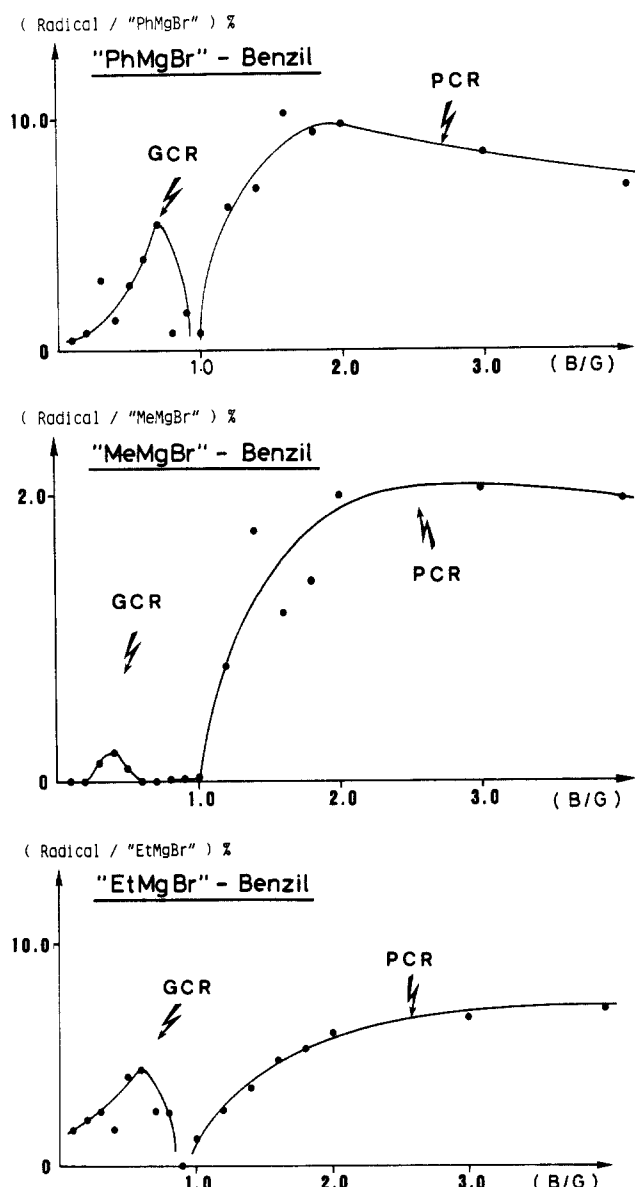 ( Radical / "PhMgBr" ) %
"PhMgBr" - Benzil
PCR
10.0
GCR
0
1.0 2.0 3.0 ( B/G )
( Radical / "MeMgBr" ) %
"MeMgBr" - Benzil
2.0
PCR
GCR
0
1.0 2.0 3.0 ( B/G )
( Radical / "EtMgBr" ) %
"EtMgBr" - Benzil
10.0
PCR
GCR
0
1.0 2.0 3.0 ( B/G )